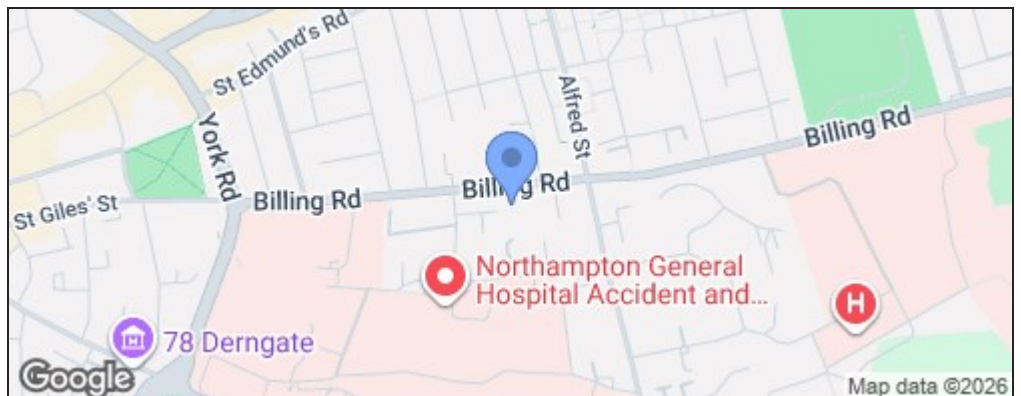 St Edmund's Rd
York Rd
Alfred St
Billing Rd
Billing Rd
Billing Rd
St Giles' St
Northampton General
Hospital Accident and...
H
78 Derngate
Google
Map data ©2026